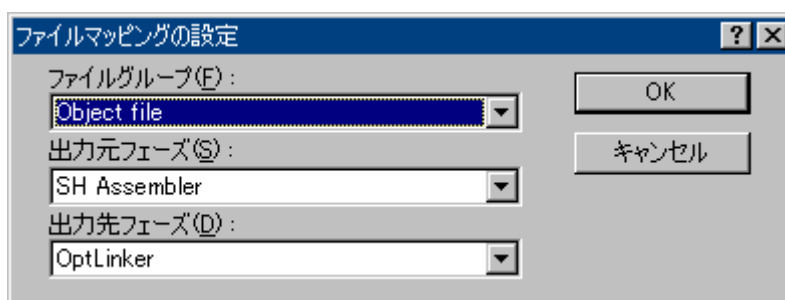 ファイルマッピングの設定
ファイルグループ(F):
Object file
OK
出力元フェーズ(S):
キャンセル
SH Assembler
出力先フェーズ(D):
OptLinker